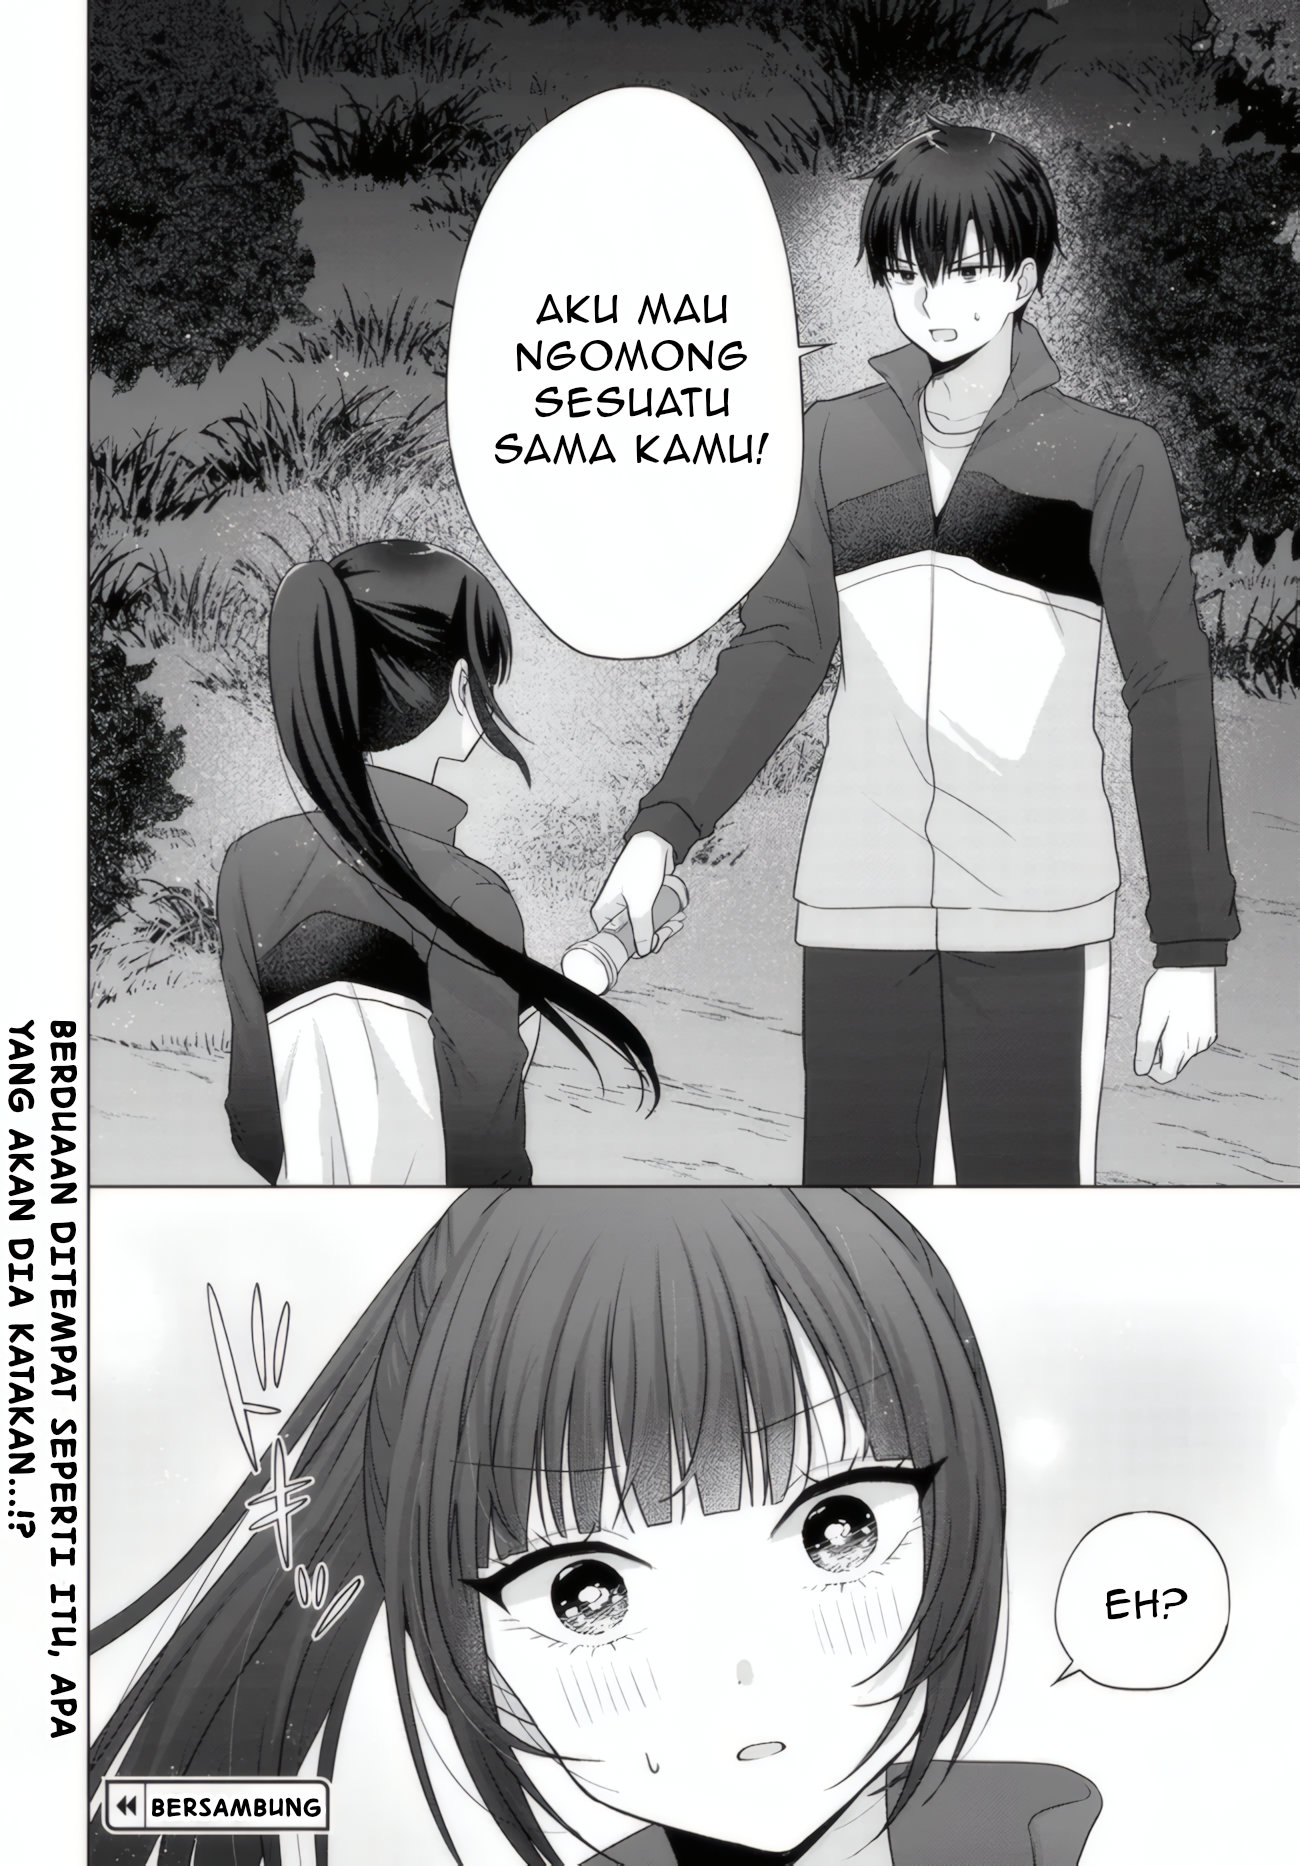 AKU MAU
NGOMONG
SESUATU
SAMA KAMU!
EH?
ドキッ
BERDUAAN DITEMPAT SEPERTI ITU, APA
YANG AKAN DIA KATAKAN...!?
BERSAMBUNG